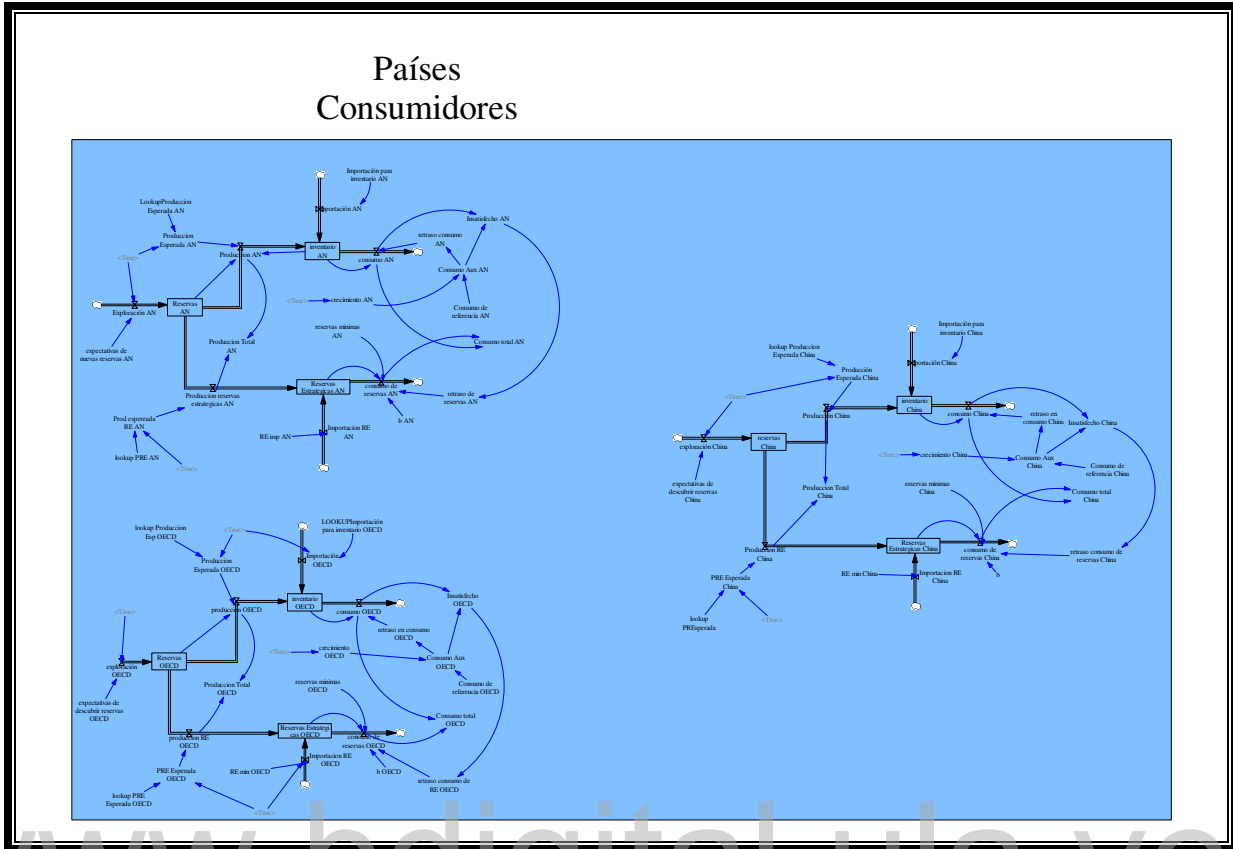 Países
Consumidores
Importación para
inventario AN
LookupProduccion
Esperada AN
Importación AN
Insatisfecho AN
Produccion
Esperada AN
retraso consumo
AN
Produccion AN
inventario
AN
consumo AN
<Time>
Consumo Aux AN
Reservas
AN
<Time>
crecimiento AN
Exploración AN
Consumo de
referencia AN
reservas minimas
AN
expectativas de
nuevas reservas AN
Produccion Total
AN
Consumo total AN
Reservas
Estrategicas AN
consumo de
reservas AN
retraso de
reservas AN
Produccion reservas
estrategicas AN
Prod espereada
RE AN
b AN
RE imp AN
Importacion RE
AN
lookup PRE AN
<Time>
lookup Produccion
Esp OECD
<Time>
LOOKUPImportación
para inventario OECD
Produccion
Esperada OECD
Importación
OECD
Insatisfecho
OECD
inventario
OECD
producción OECD
consumo OECD
<Time>
retraso en consumo
OECD
<Time>
crecimiento
OECD
Consumo Aux
OECD
Reservas
OECD
exploración
OECD
Produccion Total
OECD
reservas minimas
OECD
Consumo de
referencia OECD
expectativas de
descubrir reservas
OECD
Consumo total
OECD
Reservas Estrategi
cas OECD
produccion RE
OECD
consumo de
reservas OECD
Importacion RE
OECD
PRE Esperada
OECD
RE min OECD
b OECD
retraso consumo de
RE OECD
lookup PRE
Esperada OECD
<Time>
Importación para
inventario China
lookup Produccion
Esperada China
Importación China
Producción
Esperada China
<Time>
inventario
China
Producción China
consumo China
retraso en
consumo China
Insatisfecho China
exploración China
reservas
China
<Time>
crecimiento China
Consumo Aux
China
Consumo de
referencia China
expectativas de
descubrir reservas
China
Produccion Total
China
reservas minimas
China
Consumo total
China
Reservas
Estrategicas China
Produccion RE
China
consumo de
reservas China
retraso consumo de
reservas China
PRE Esperada
China
RE min China
Importacion RE
China
b
lookup
PREsperada
<Time>
www.bdigital.ula.ve